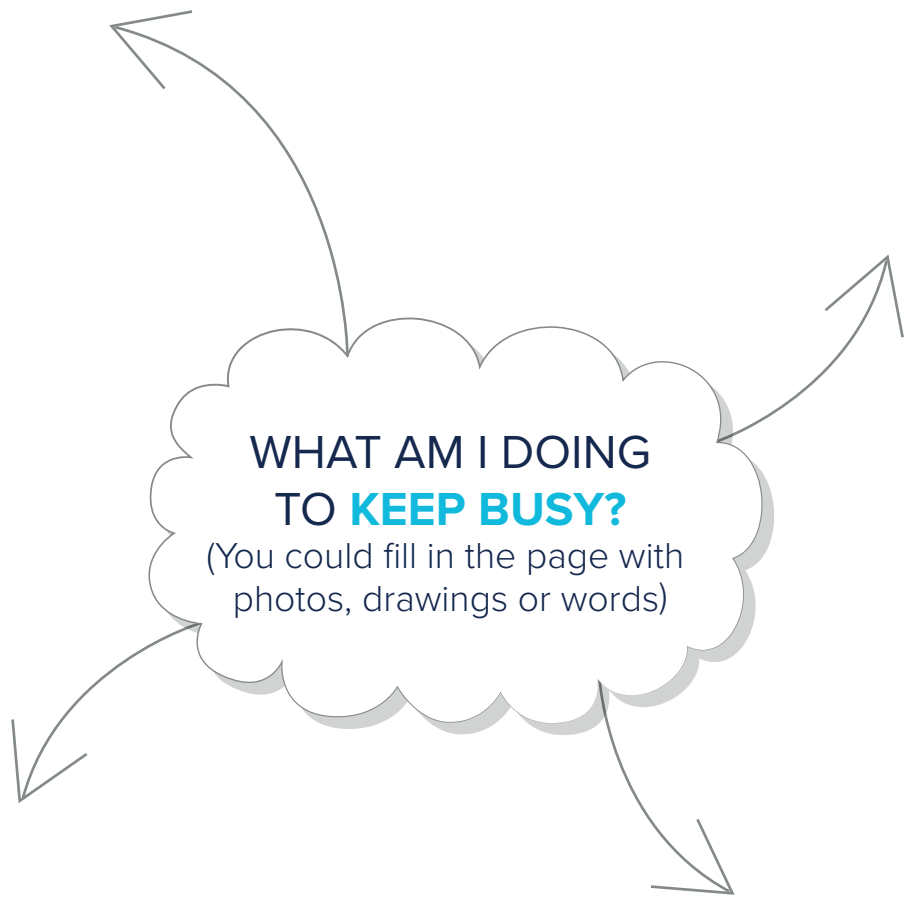 WHAT AM I DOING
TO KEEP BUSY?
(You could fill in the page with
photos, drawings or words)